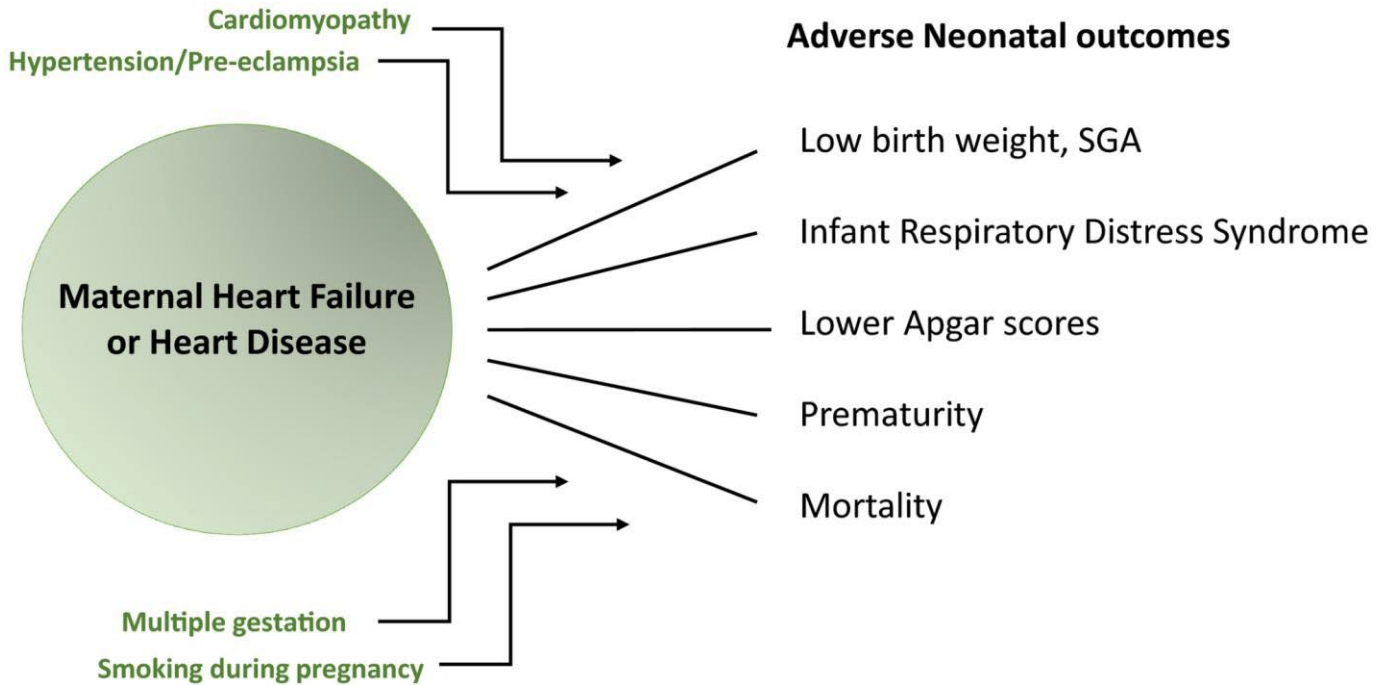 Cardiomyopathy
Hypertension/Pre-eclampsia
Adverse Neonatal outcomes
Maternal Heart Failure
or Heart Disease
Low birth weight, SGA
Infant Respiratory Distress Syndrome
Lower Apgar scores
Prematurity
Mortality
Multiple gestation
Smoking during pregnancy